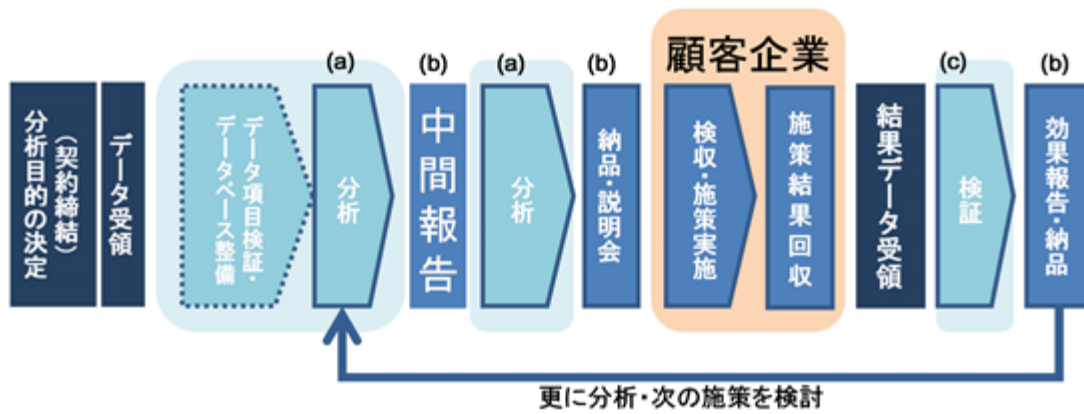 分析目的の決定
（契約締結）
データ受領
データ項目検証・
データベース整備
(a)
分析
(b)
中間報告
(a)
分析
(b)
納品・説明会
顧客企業
検収・施策実施
施策結果回収
結果データ受領
(c)
検証
(b)
効果報告・納品
更に分析・次の施策を検討